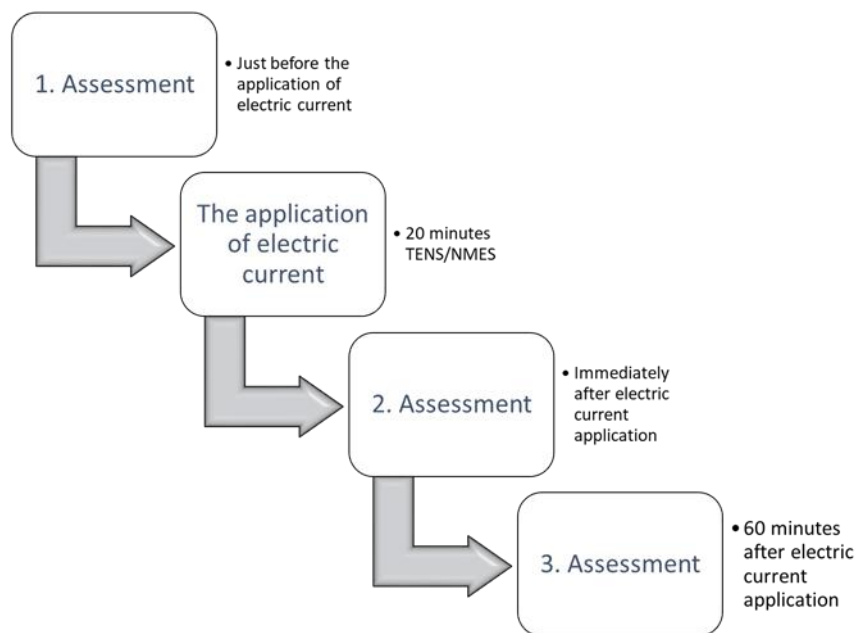 1. Assessment
• Just before the
application of
electric current
The application
of electric
current
• 20 minutes
TENS/NMES
2. Assessment
• Immediately
after electric
current
application
3. Assessment
• 60 minutes
after electric
current
application